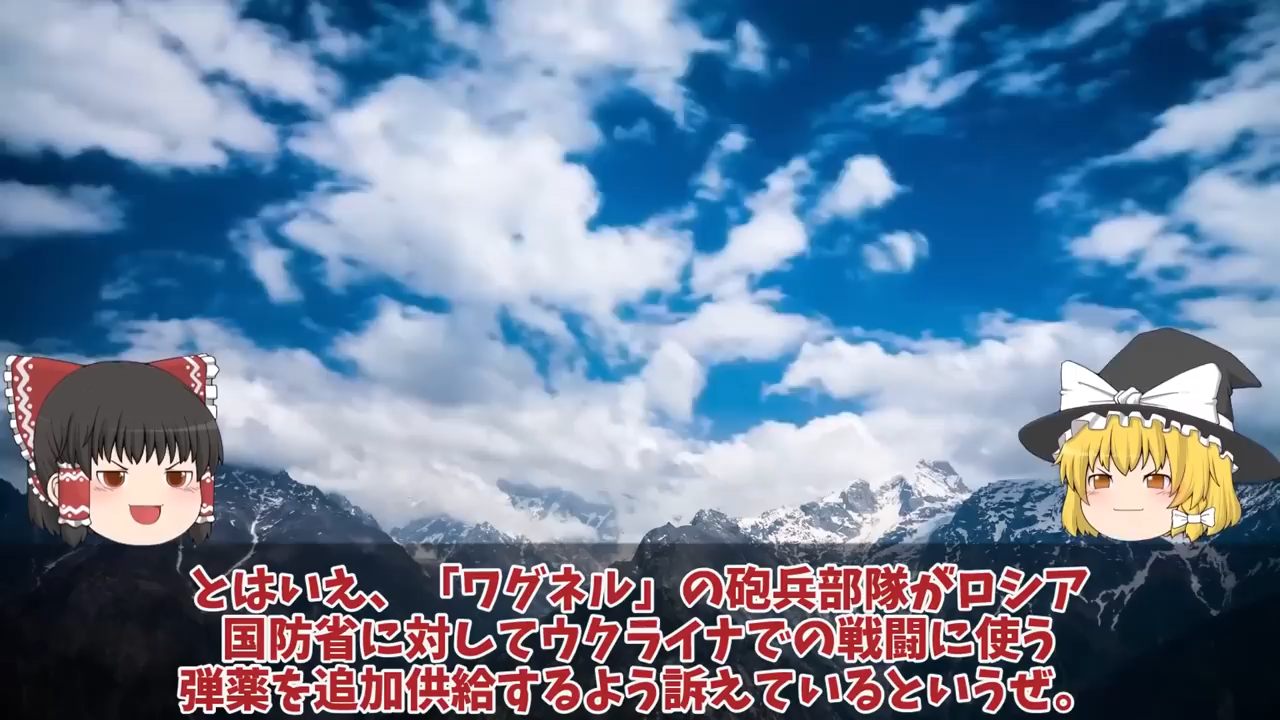 とはいえ、「ワグネル」の砲兵部隊がロシア
国防省に対してウクライナでの戦闘に使う
弾薬を追加供給するよう訴えているというぜ。